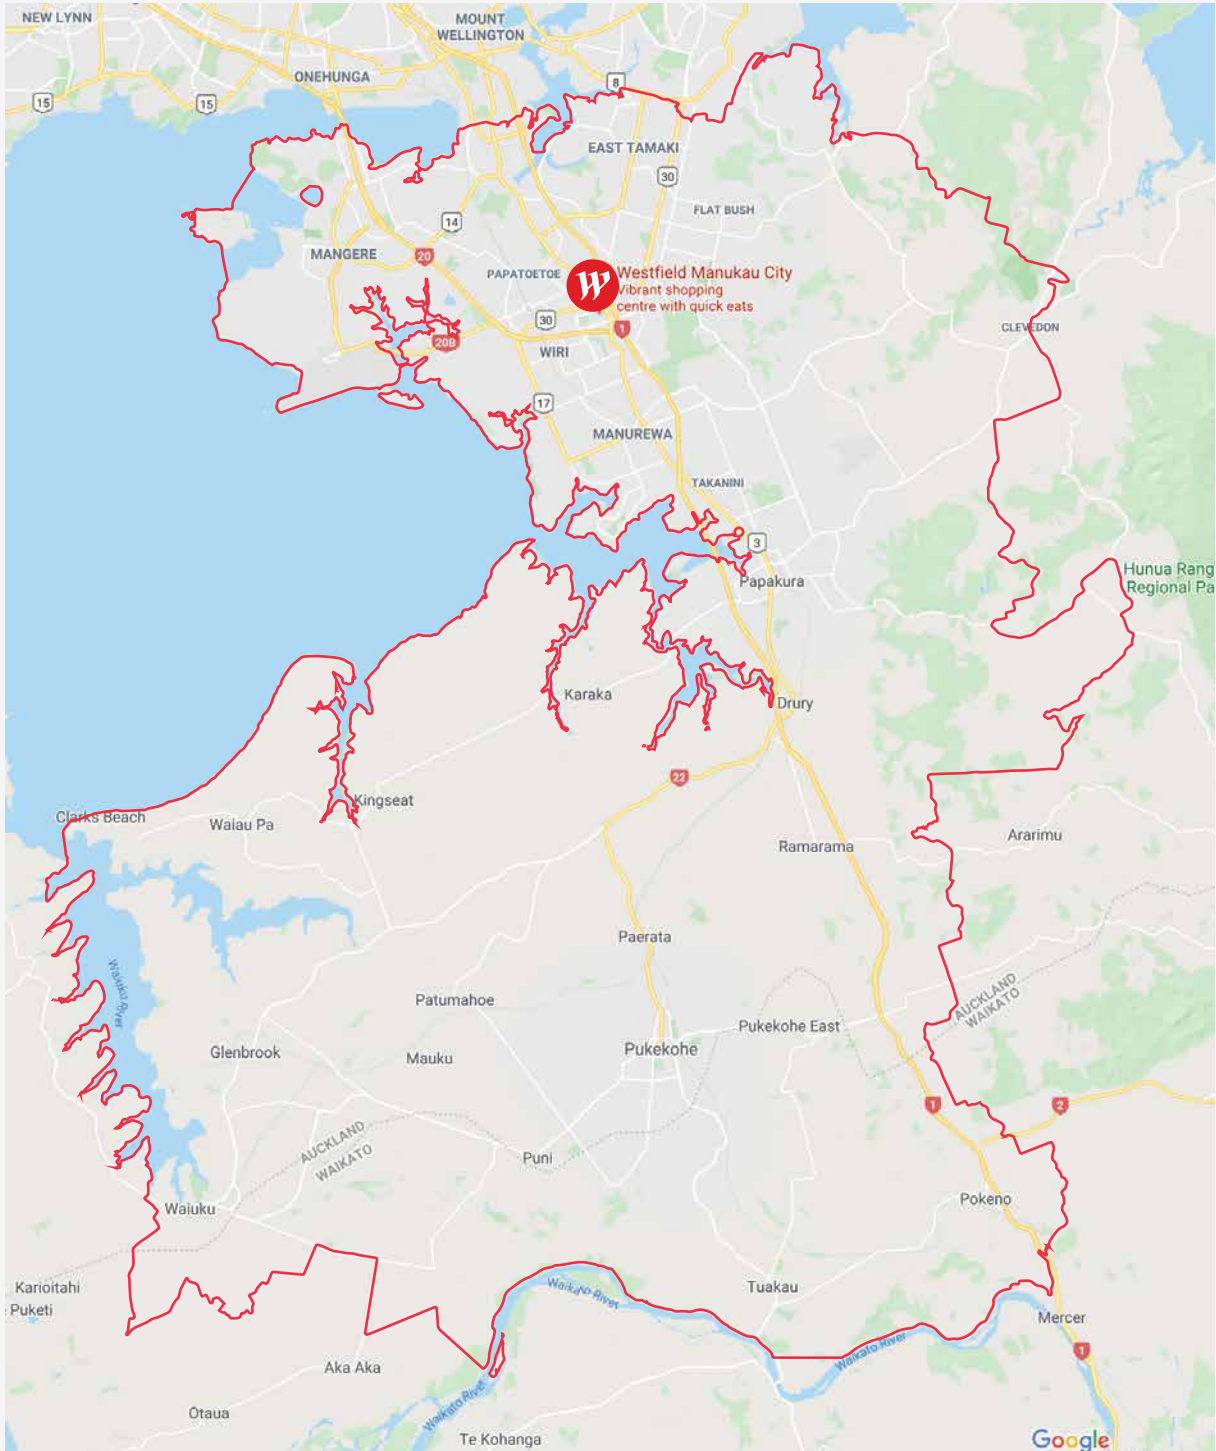 NEW LYNN
MOUNT
WELLINGTON
ONEHUNGA
8
15
15
EAST TAMAKI
30
FLAT BUSH
14
MANGERE
20
PAPATOETOE
W
Westfield Manukau City
Vibrant shopping
centre with quick eats
30
1
CLEVEDON
20B
WIRI
17
MANUREWA
TAKANINI
3
Hunua Rang
Regional Pa
Papakura
Karaka
Drury
22
Kingseat
Clarks Beach
Waiau Pa
Ararimu
Ramarama
Paerata
Waiuku River
Patumahoe
AUCKLAND
WAIKATO
Pukekohe East
Glenbrook
Mauku
Pukekohe
1
2
AUCKLAND
WAIKATO
Puni
Pokeno
Waiuku
Karioitahi
Puketi
Waikato River
Tuakau
Mercer
Waikato River
1
Aka Aka
Waikato River
Otaua
Te Kohanga
Google